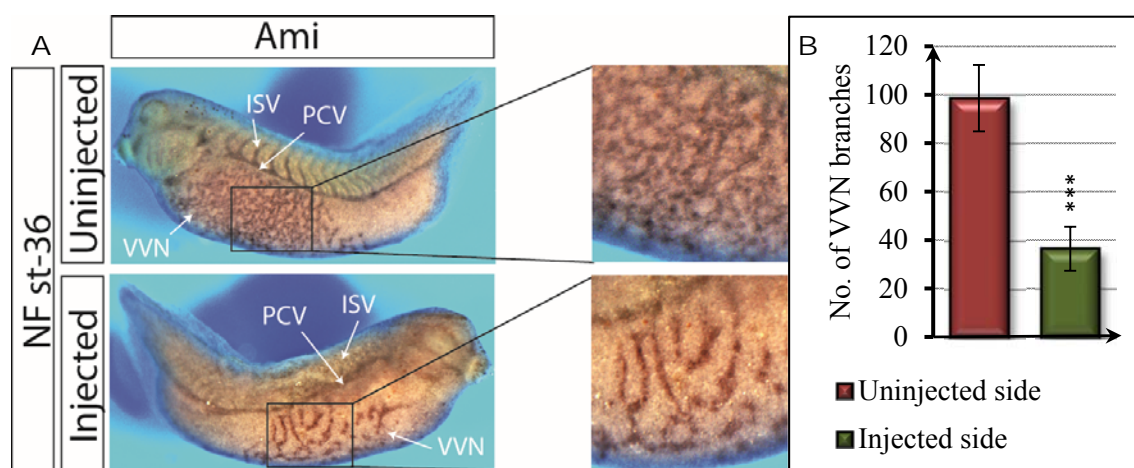 A
Ami
NF st-36
Uninjected
ISV
PCV
VVN
Injected
PCV
ISV
VVN
B
No. of VVN branches
120
100
80
60
40
20
0
***
Uninjected side
Injected side